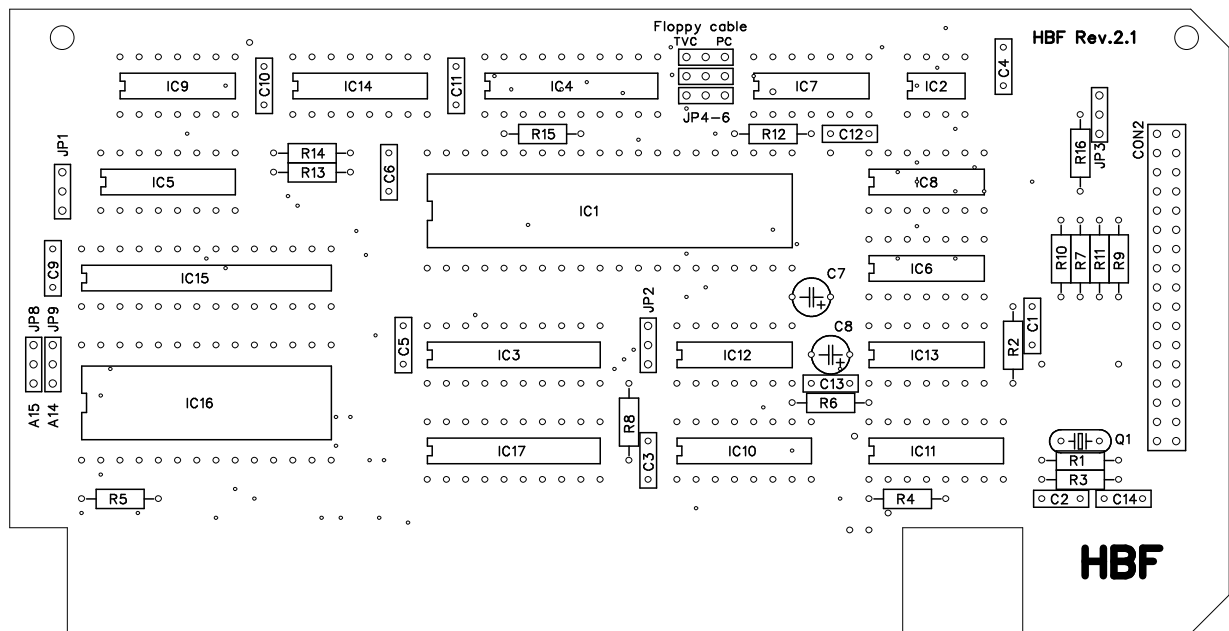 Floppy cable
TVC PC
HBF Rev.2.1
IC9
C10
IC14
C11
IC4
IC7
IC2
C4
JP4-6
R15
R12
C12
JP1
R14
R13
C6
IC5
IC1
IC8
R16
JP3
CON2
C9
IC15
IC6
R10
R7
R11
R9
C7
JP8
JP9
C5
IC3
JP2
IC12
C8
IC13
R2
C1
C13
R6
IC16
A15
A14
IC17
R8
C3
IC10
IC11
Q1
R1
R3
R5
R4
C2
C14
HBF